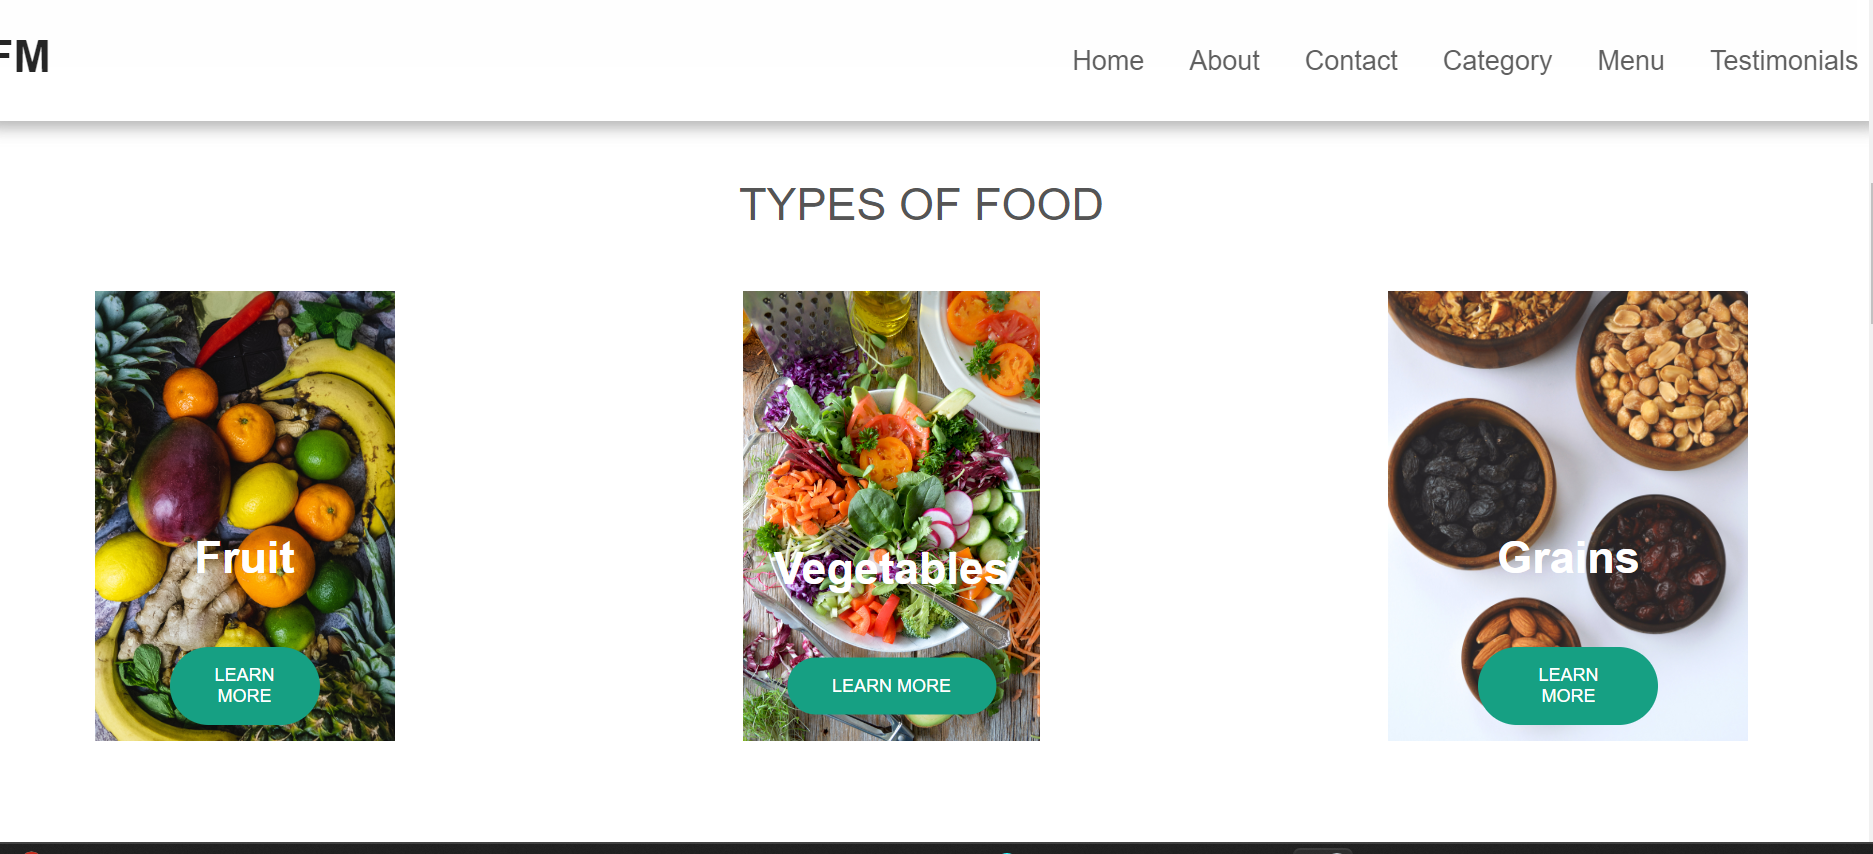 FM
Home About Contact Category Menu Testimonials
TYPES OF FOOD
Fruit
LEARN
MORE
Vegetables
LEARN MORE
Grains
LEARN
MORE